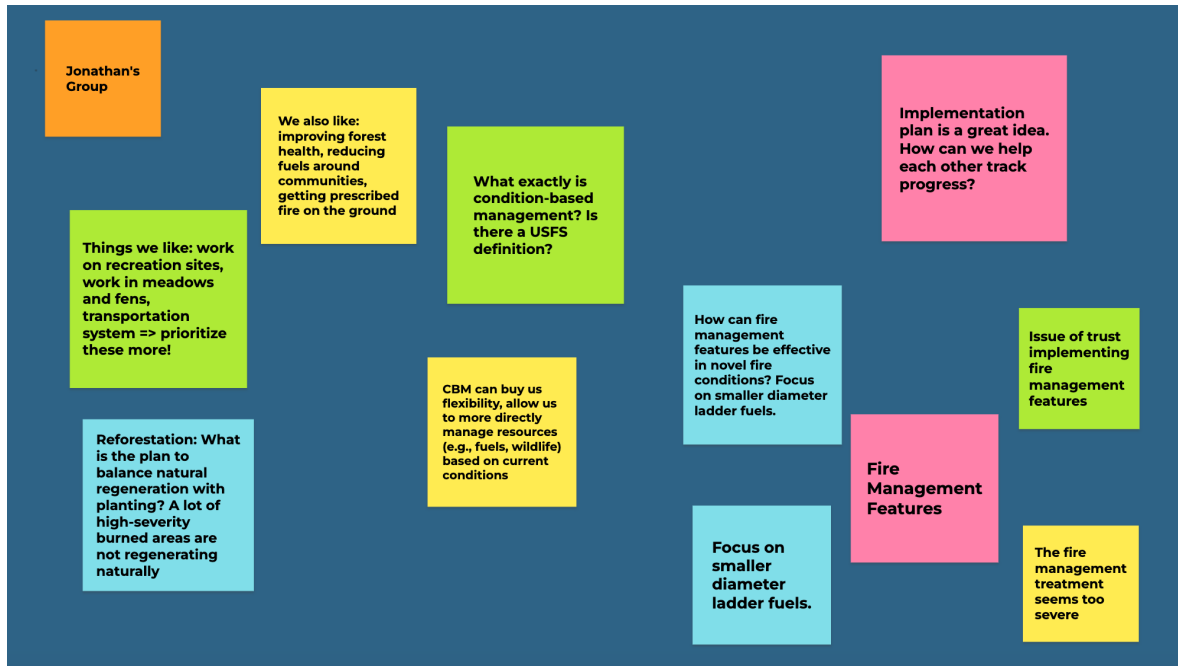 Jonathan's
Group
We also like:
improving forest
health, reducing
fuels around
communities,
getting prescribed
fire on the ground
Things we like: work
on recreation sites,
work in meadows
and fens,
transportation
system => prioritize
these more!
Reforestation: What
is the plan to
balance natural
regeneration with
planting? A lot of
high-severity
burned areas are
not regenerating
naturally
What exactly is
condition-based
management? Is
there a USFS
definition?
CBM can buy us
flexibility, allow us
to more directly
manage resources
(e.g., fuels, wildlife)
based on current
conditions
Implementation
plan is a great idea.
How can we help
each other track
progress?
How can fire
management
features be effective
in novel fire
conditions? Focus
on smaller diameter
ladder fuels.
Issue of trust
implementing
fire
management
features
Fire
Management
Features
Focus on
smaller
diameter
ladder fuels.
The fire
management
treatment
seems too
severe